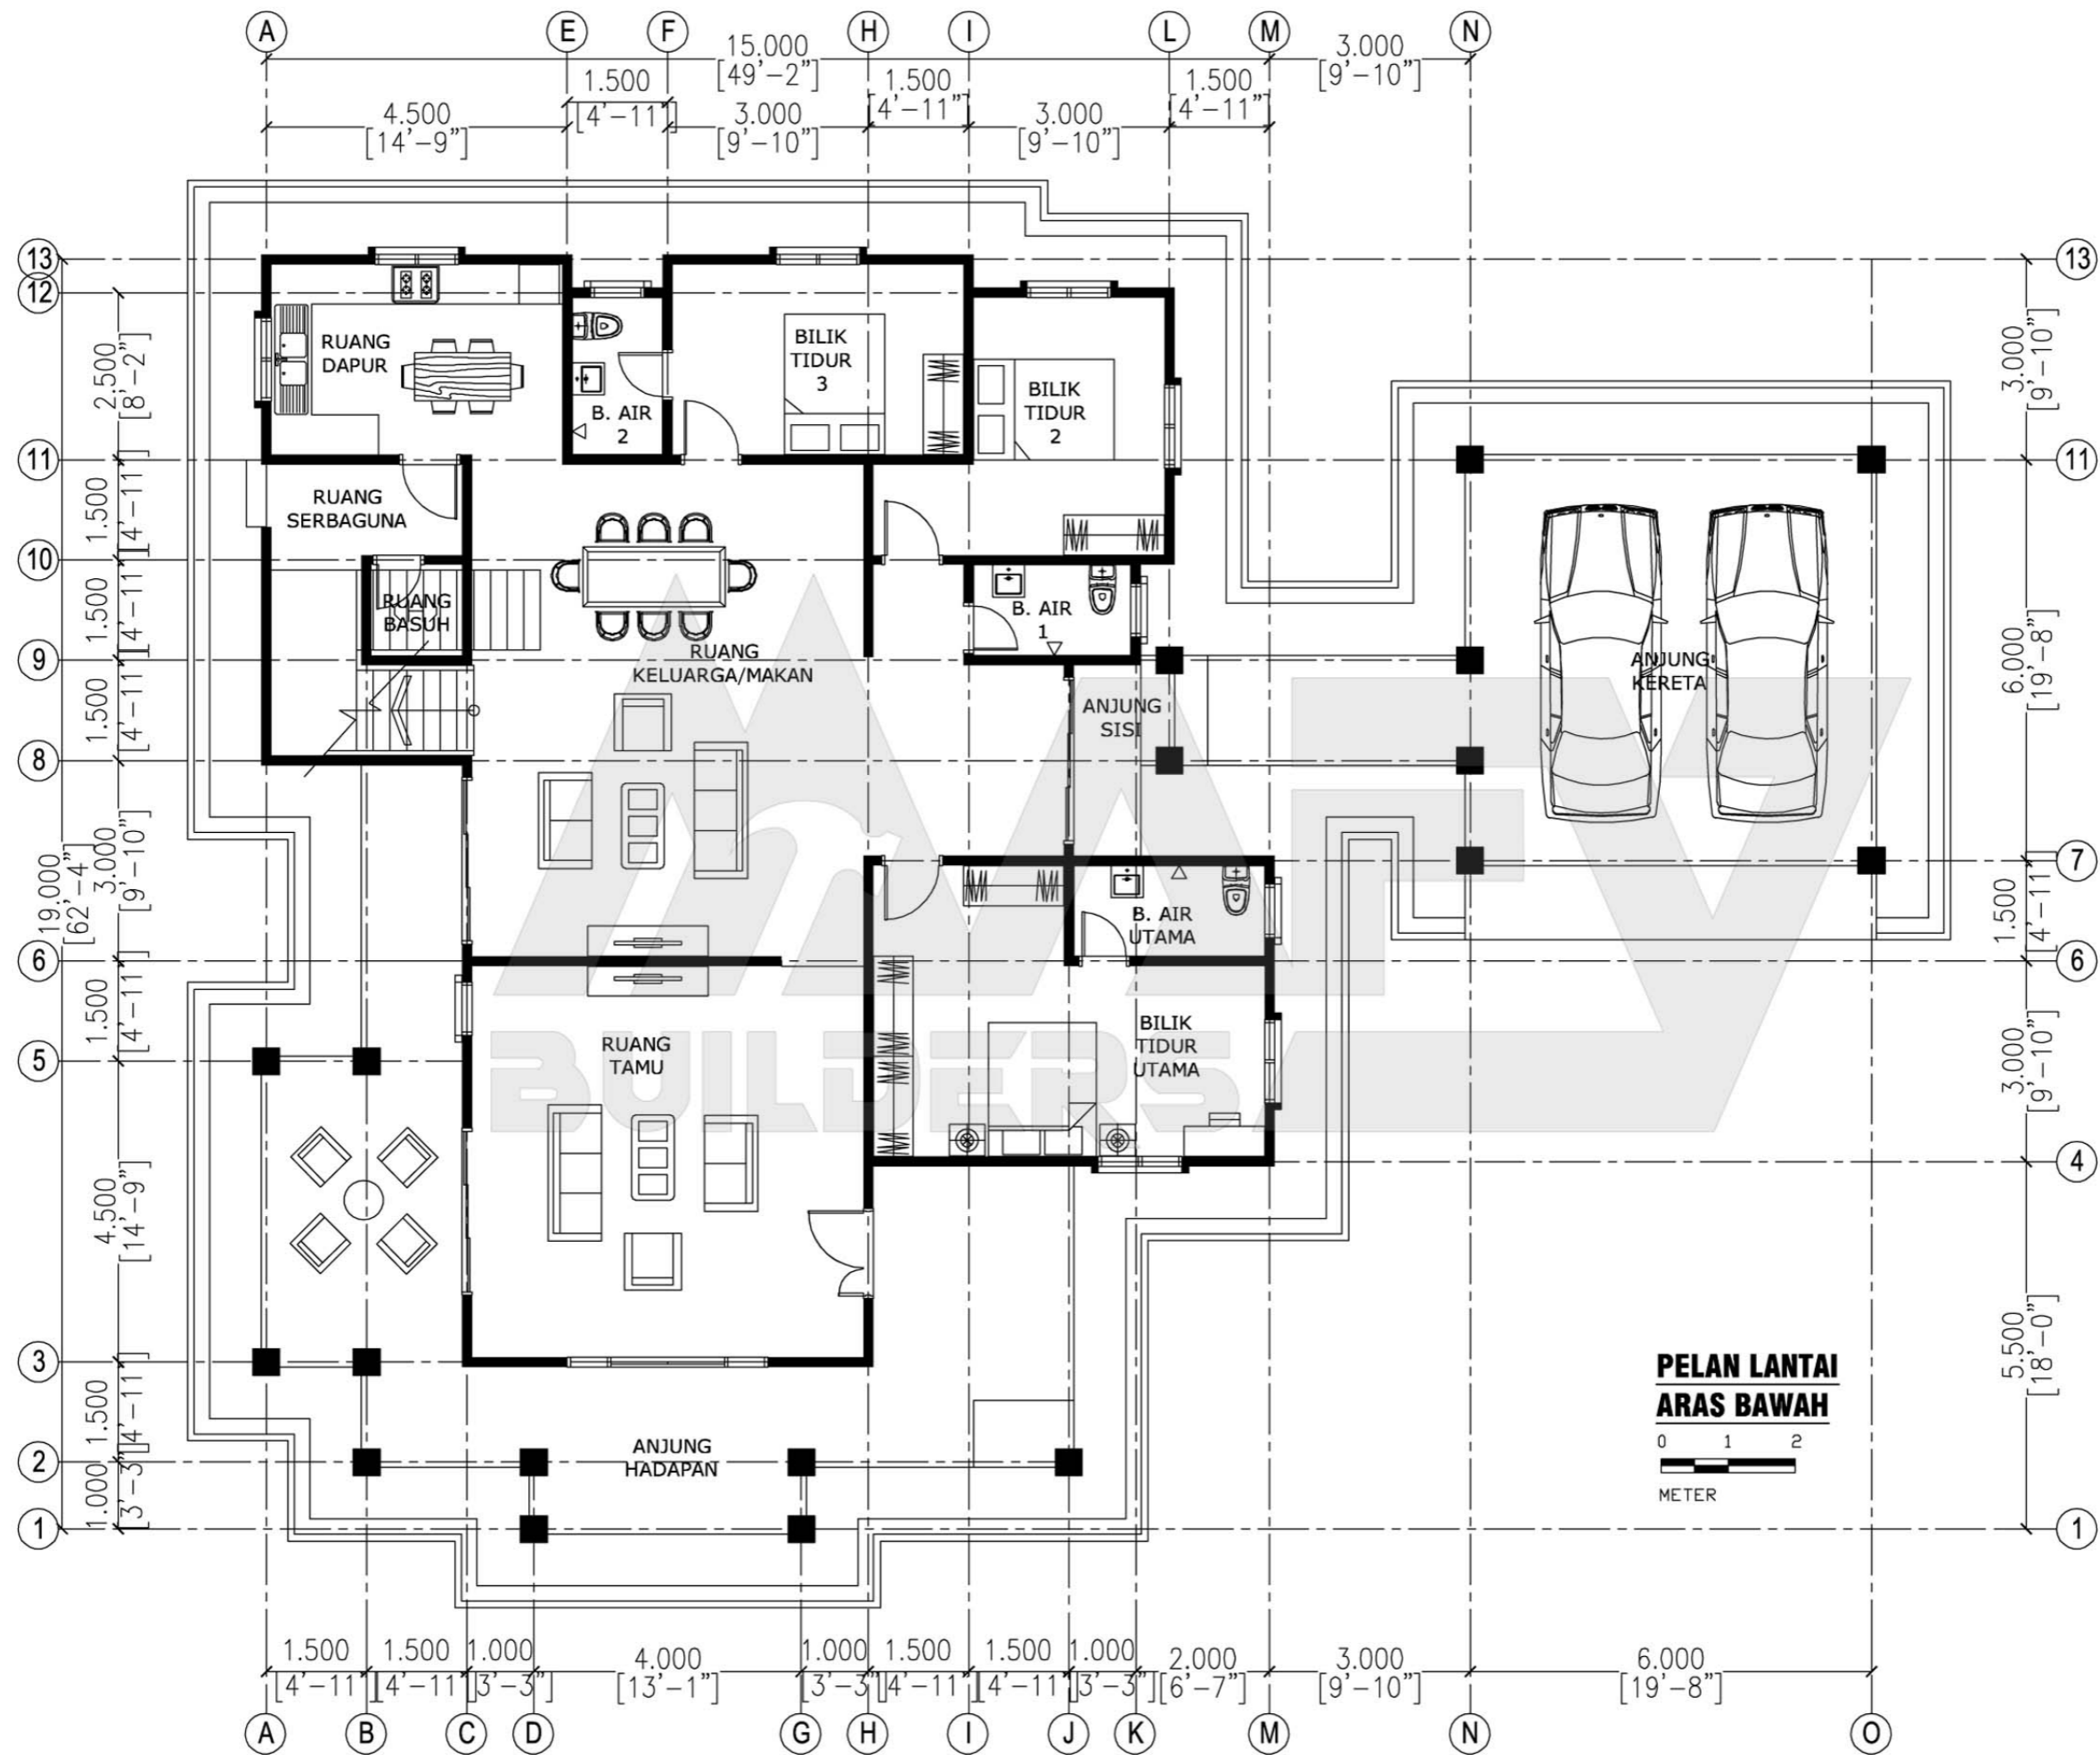 A E F H I L M N
15.000
[49'-2"]
3.000
[9'-10"]
1.500
[4'-11"]
1.500
[4'-11"]
1.500
[4'-11"]
4.500
[14'-9"]
3.000
[9'-10"]
3.000
[9'-10"]
13
12
11
10
9
8
6
5
3
2
1
2.500
[8'-2"]
1.500
[4'-11]
1.500
[4'-11]
1.500
[4'-11]
3.000
[9'-10"]
19.000
[62'-4"]
1.500
[4'-11]
4.500
[14'-9"]
1.500
[4'-11]
1.000
[3'-3"]
RUANG
DAPUR
B. AIR
2
BILIK
TIDUR
3
BILIK
TIDUR
2
RUANG
SERBAGUNA
RUANG
BASUH
B. AIR
1
RUANG
KELUARGA/MAKAN
ANJUNG
SISI
ANJUNG
KERETA
B. AIR
UTAMA
RUANG
TAMU
BILIK
TIDUR
UTAMA
ANJUNG
HADAPAN
MARV
BUILDERS
13
11
7
6
4
1
3.000
[9'-10"]
6.000
[19'-8"]
1.500
[4'-11]
3.000
[9'-10"]
5.500
[18'-0"]
PELAN LANTAI
ARAS BAWAH
0 1 2
METER
1.500 1.500 1.000 4.000 1.000 1.500 1.500 1.000 2.000 3.000 6.000
[4'-11] [4'-11] [3'-3"] [13'-1"] [3'-3"] [4'-11] [4'-11] [3'-3"] [6'-7"] [9'-10"] [19'-8"]
A B C D G H I J K M N O